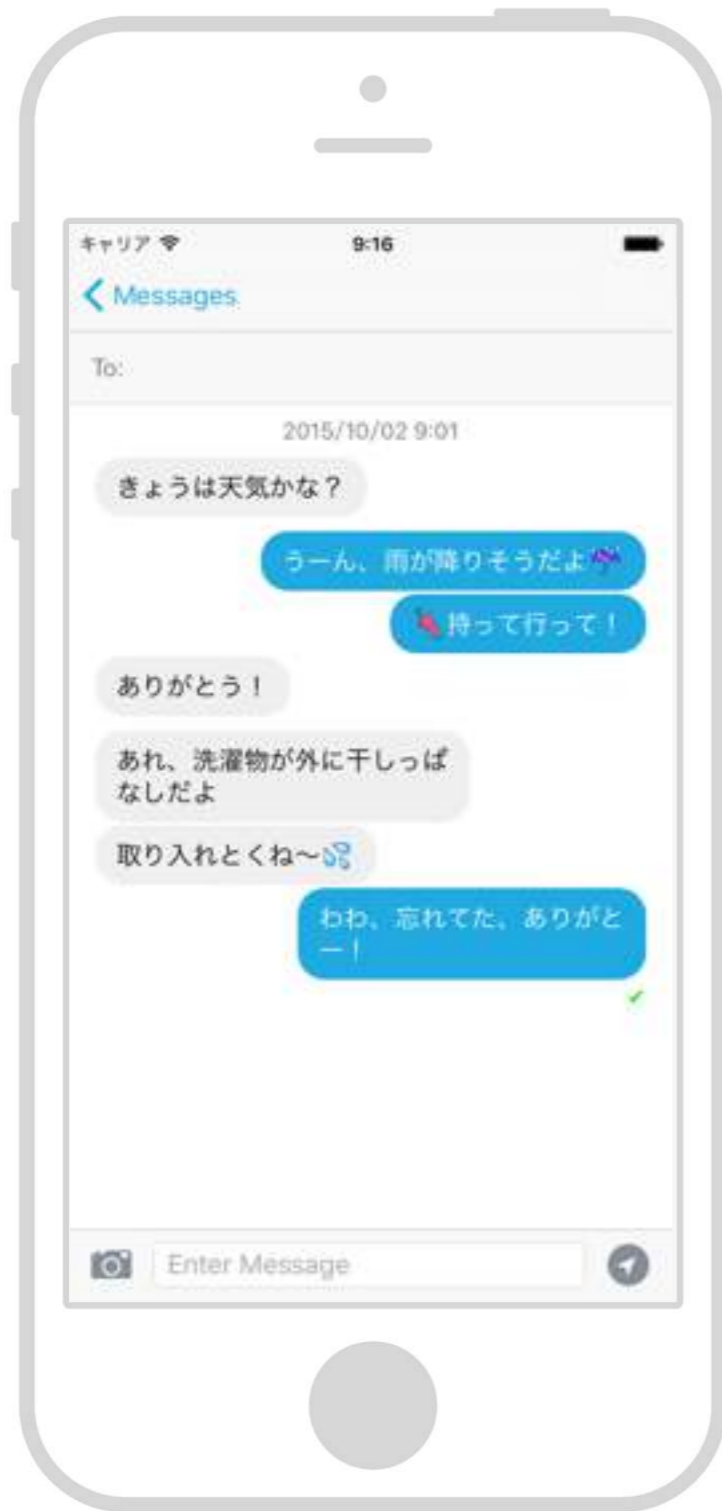 キャリア 9:16
Messages
To:
2015/10/02 9:01
きょうは天気かな？
うーん、雨が降りそうだよ☔
🌂持って行って！
ありがとう！
あれ、洗濯物が外に干しっぱ
なしだよ
取り入れとくね〜💦
わわ、忘れてた、ありがと
ー！
Enter Message